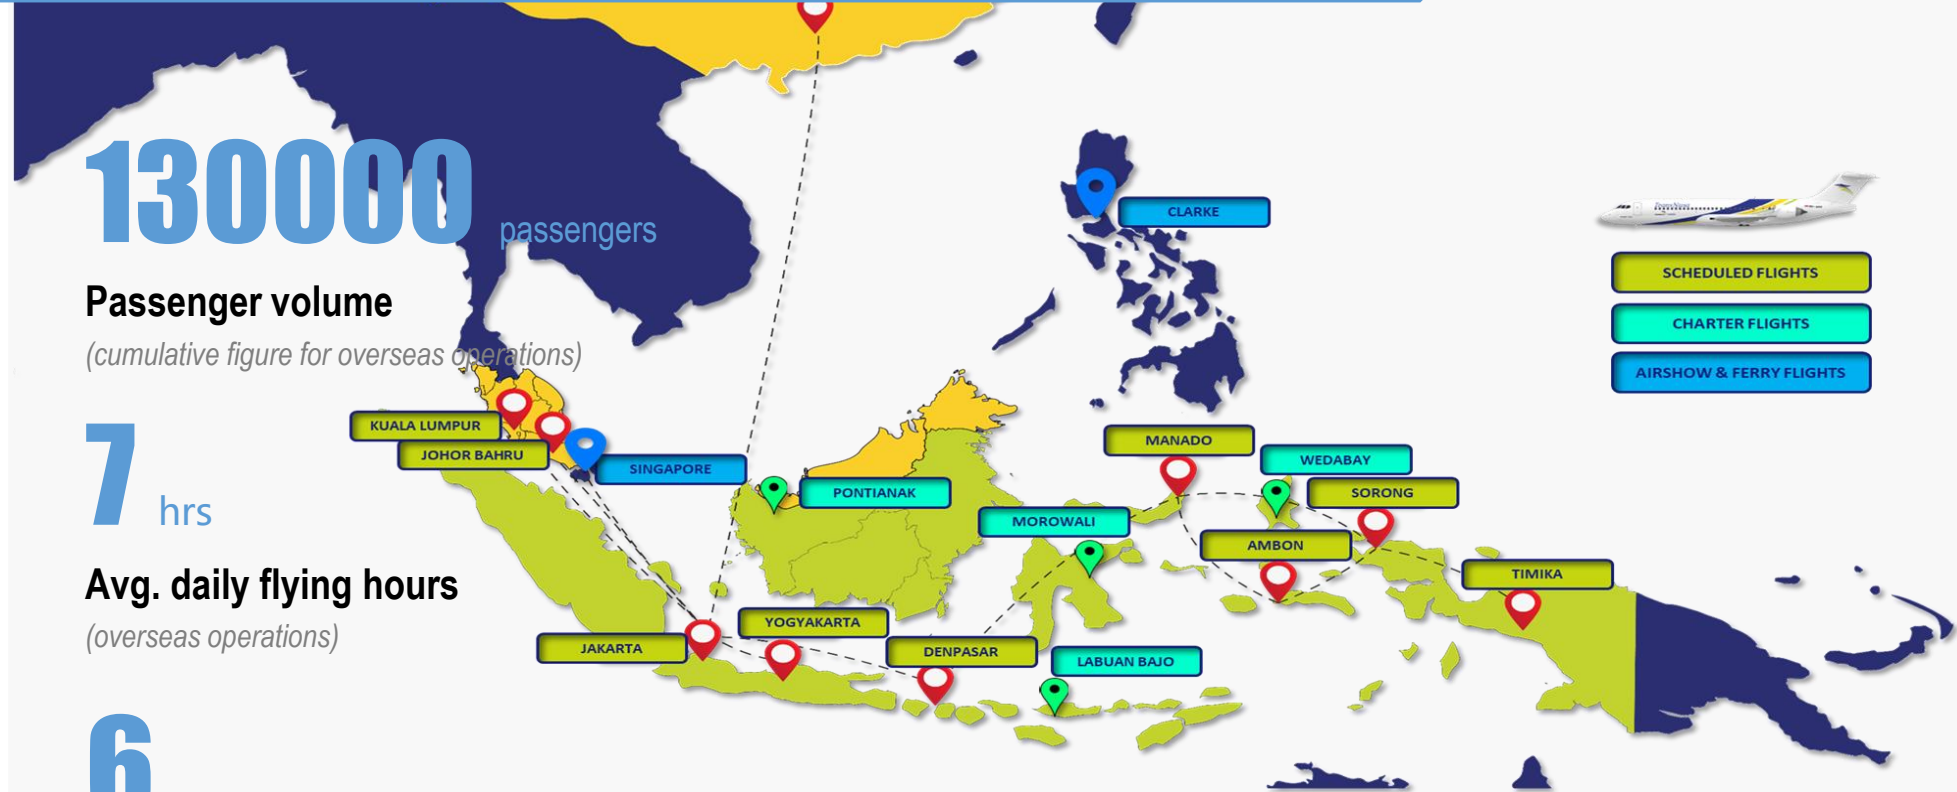 130000 passengers
Passenger volume
(cumulative figure for overseas operations)
7 hrs
Avg. daily flying hours
(overseas operations)
6
CLARKE
SCHEDULED FLIGHTS
CHARTER FLIGHTS
AIRSHOW & FERRY FLIGHTS
KUALA LUMPUR
JOHOR BAHRU
SINGAPORE
PONTIANAK
MANADO
WEDABAY
SORONG
MOROWALI
AMBON
TIMIKA
YOGYAKARTA
JAKARTA
DENPASAR
LABUAN BAJO
TransNusa